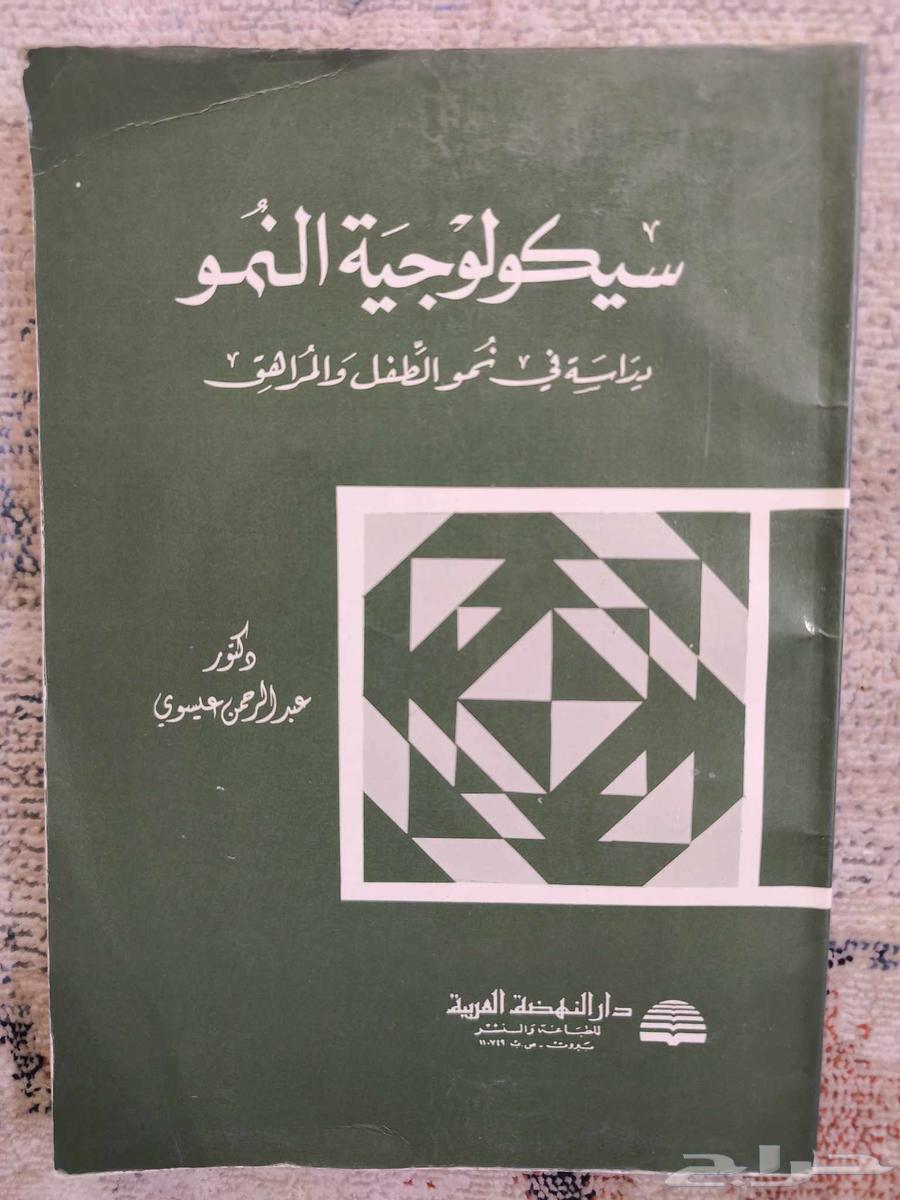 سيكولوجية النمو
دراسة في نمو الطفل والمراهق
دكتور
عبد الرحمن عيسوي
دار النهضة العربية
للطباعة والنشر
بيروت - ص.ب ١١٠٧٤٩
حراج